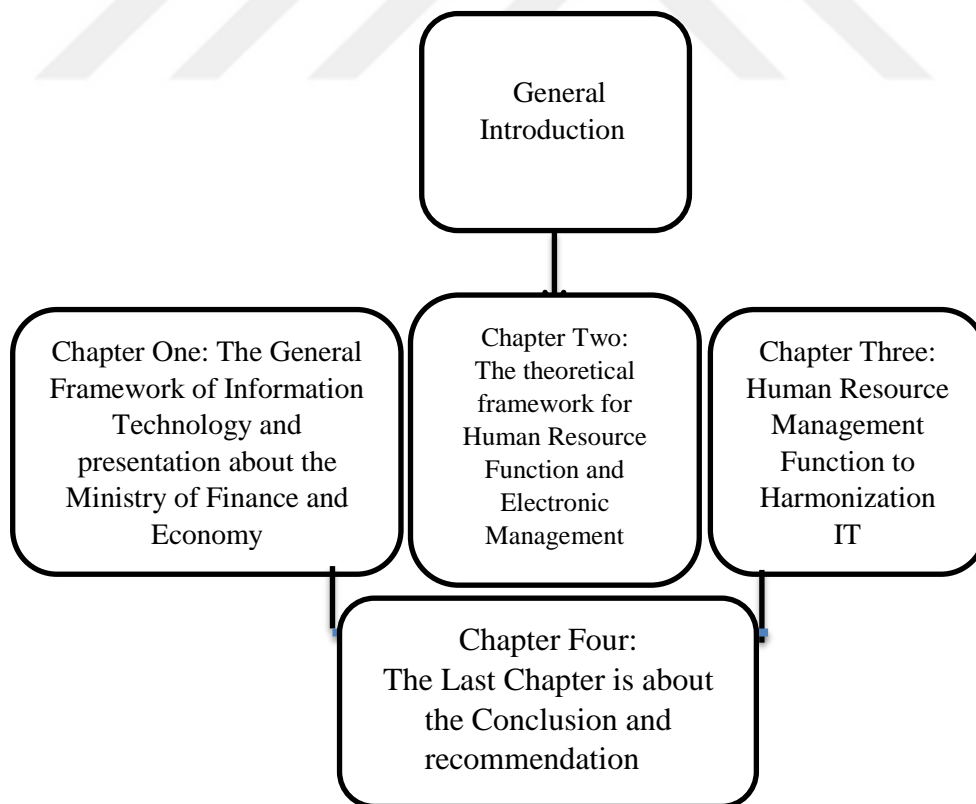 General
Introduction
Chapter One: The General
Framework of Information
Technology and
presentation about the
Ministry of Finance and
Economy
Chapter Two:
The theoretical
framework for
Human Resource
Function and
Electronic
Management
Chapter Three:
Human Resource
Management
Function to
Harmonization
IT
Chapter Four:
The Last Chapter is about
the Conclusion and
recommendation